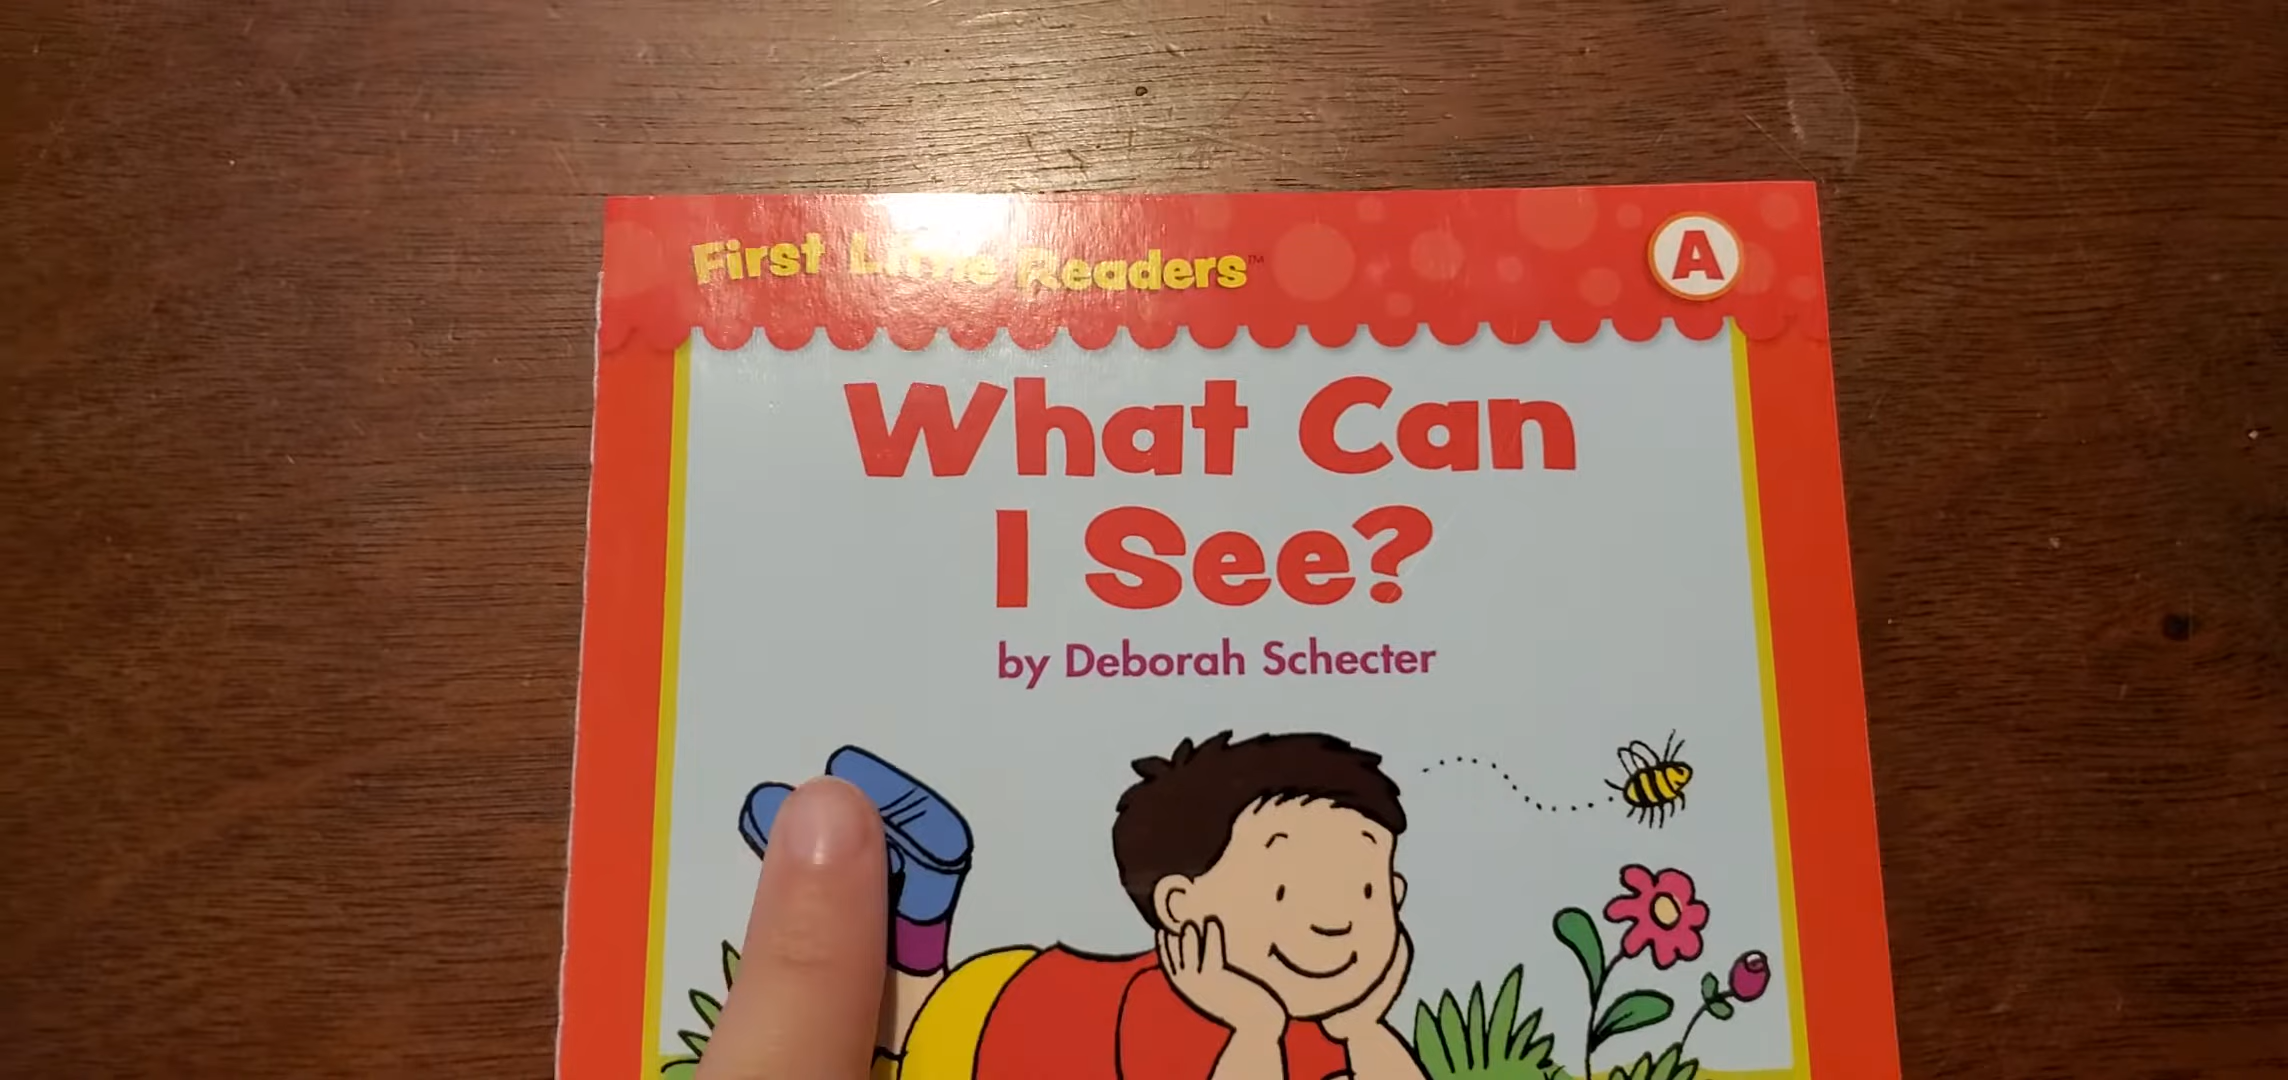 First Little Readers™
A
What Can
I See?
by Deborah Schecter